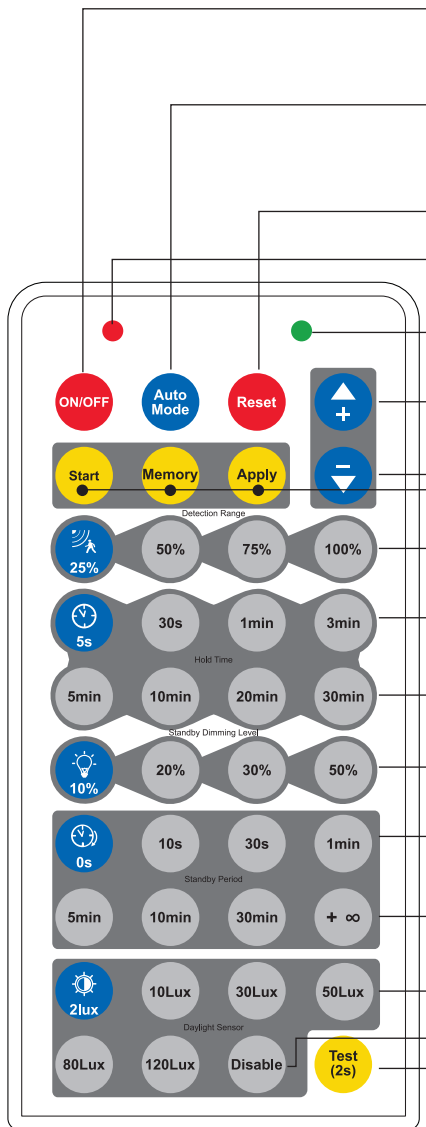 ON/OFF
Auto
Mode
Reset
+
Start
Memory
Apply
−
Detection Range
25%
50%
75%
100%
5s
30s
1min
3min
Hold Time
5min
10min
20min
30min
Standby Dimming Level
10%
20%
30%
50%
0s
10s
30s
1min
Standby Period
5min
10min
30min
+ ∞
2lux
10Lux
30Lux
50Lux
Daylight Sensor
80Lux
120Lux
Disable
Test
(2s)